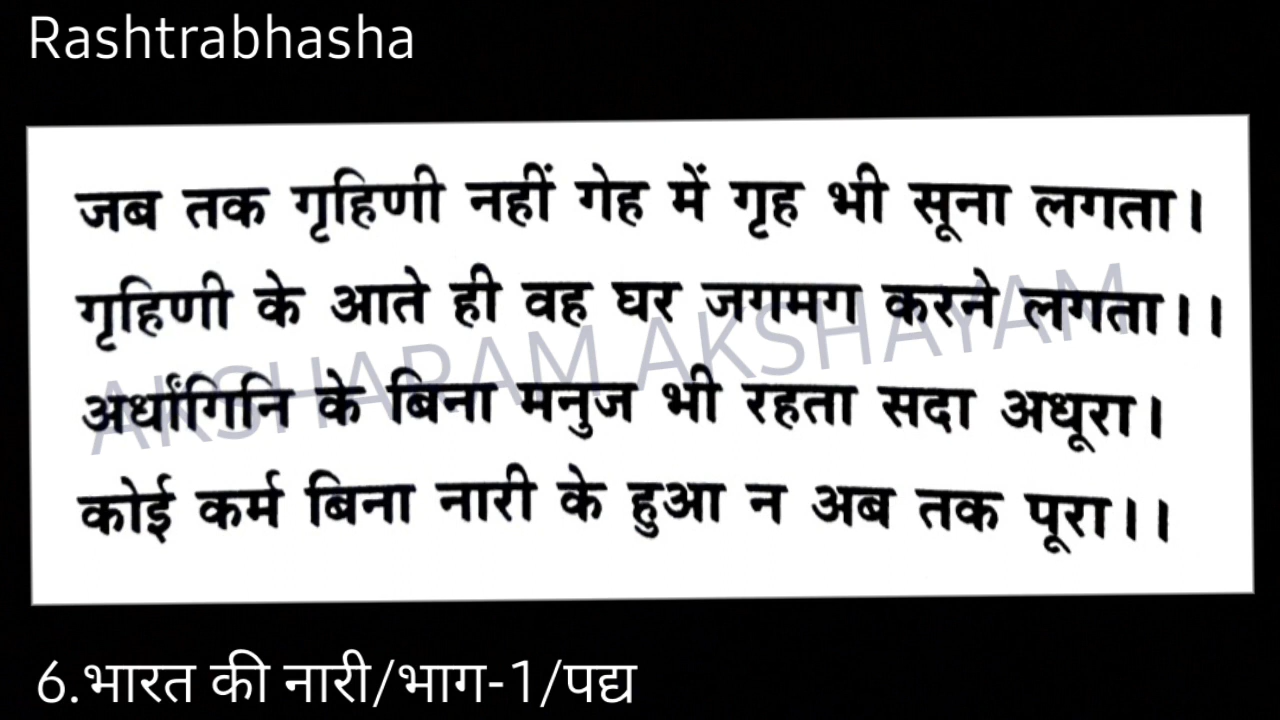 Rashtrabhasha
जब तक गृहिणी नहीं गेह में गृह भी सूना लगता।
गृहिणी के आते ही वह घर जगमग करने लगता।।
AKSHARAM AKSHAYAM
अर्धांगिनि के बिना मनुज भी रहता सदा अधूरा।
कोई कर्म बिना नारी के हुआ न अब तक पूरा।।
6.भारत की नारी/भाग-1/पद्य